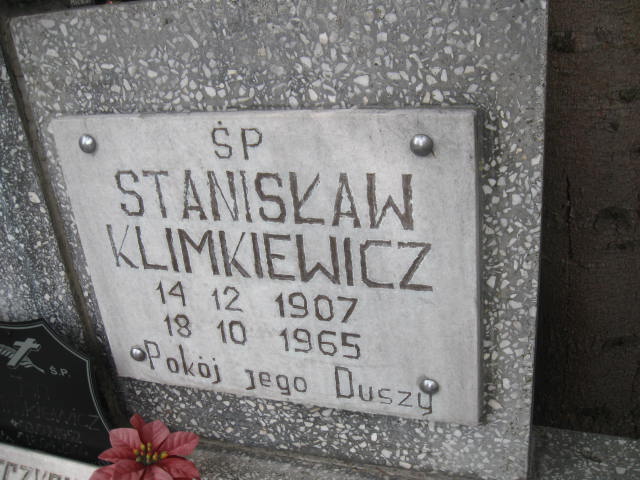 ŚP
STANISŁAW
KLIMKIEWICZ
14 12 1907
18 10 1965
Pokój jego Duszy
Ś.P.